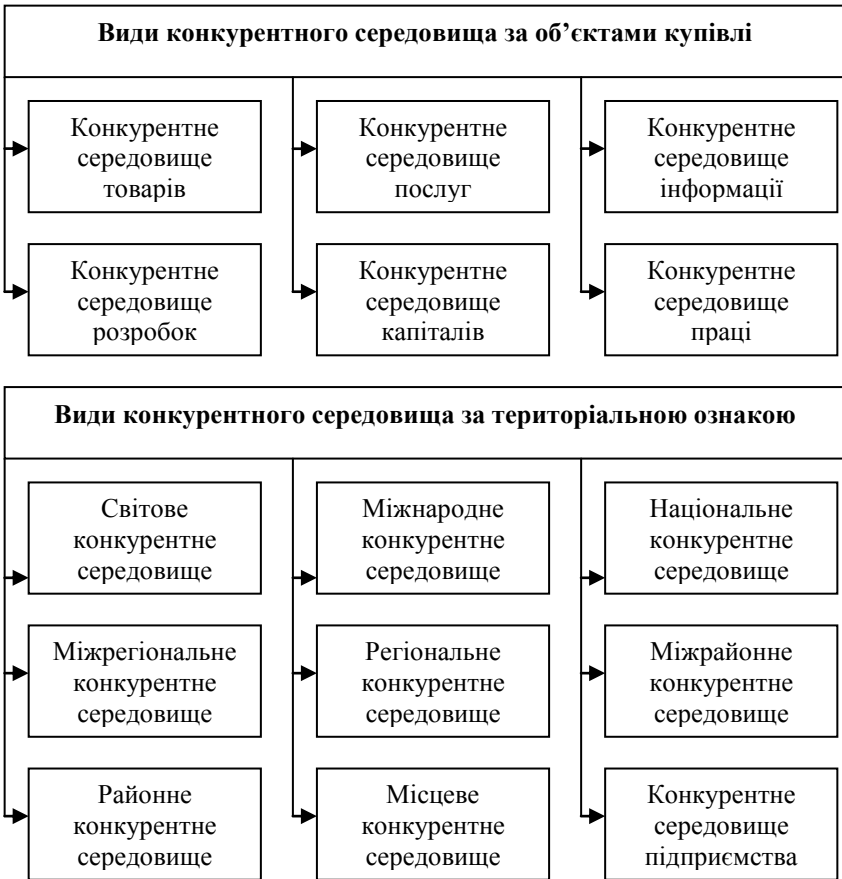 Види конкурентного середовища за об’єктами купівлі
Конкурентне
середовище
товарів
Конкурентне
середовище
послуг
Конкурентне
середовище
інформації
Конкурентне
середовище
розробок
Конкурентне
середовище
капіталів
Конкурентне
середовище
праці
Види конкурентного середовища за територіальною ознакою
Світове
конкурентне
середовище
Міжнародне
конкурентне
середовище
Національне
конкурентне
середовище
Міжрегіональне
конкурентне
середовище
Регіональне
конкурентне
середовище
Міжрайонне
конкурентне
середовище
Районне
конкурентне
середовище
Місцеве
конкурентне
середовище
Конкурентне
середовище
підприємства